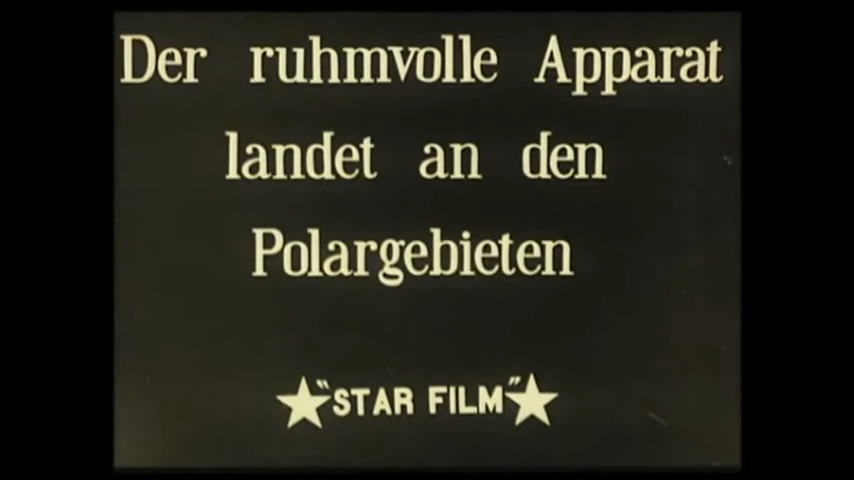 Der ruhmvolle Apparat
landet an den
Polargebieten
"STAR FILM"